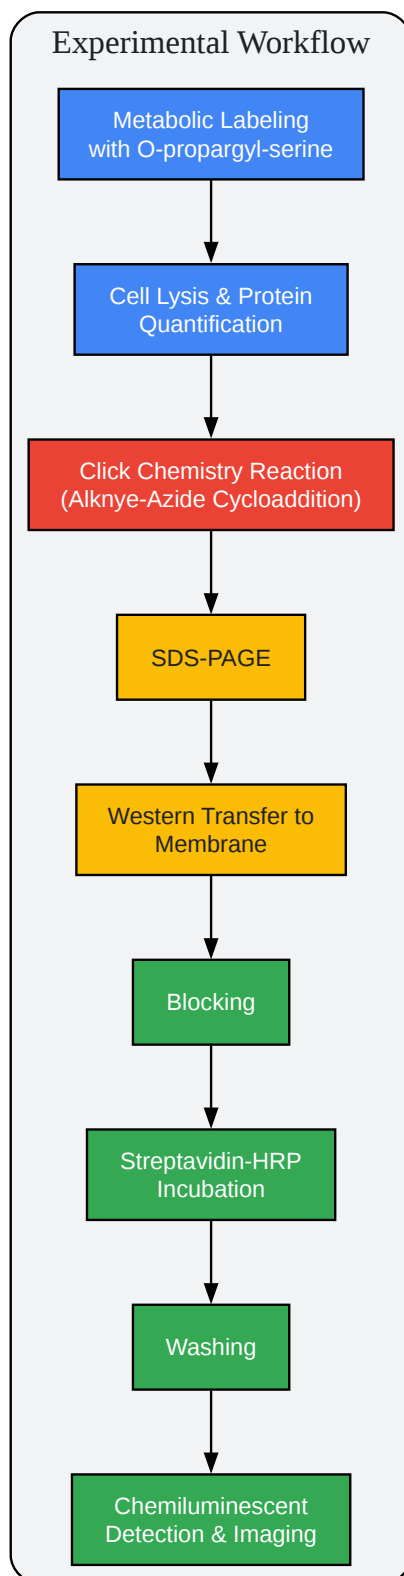 Experimental Workflow
Metabolic Labeling
with O-propargyl-serine
Cell Lysis & Protein
Quantification
Click Chemistry Reaction
(Alknye-Azide Cycloaddition)
SDS-PAGE
Western Transfer to
Membrane
Blocking
Streptavidin-HRP
Incubation
Washing
Chemiluminescent
Detection & Imaging